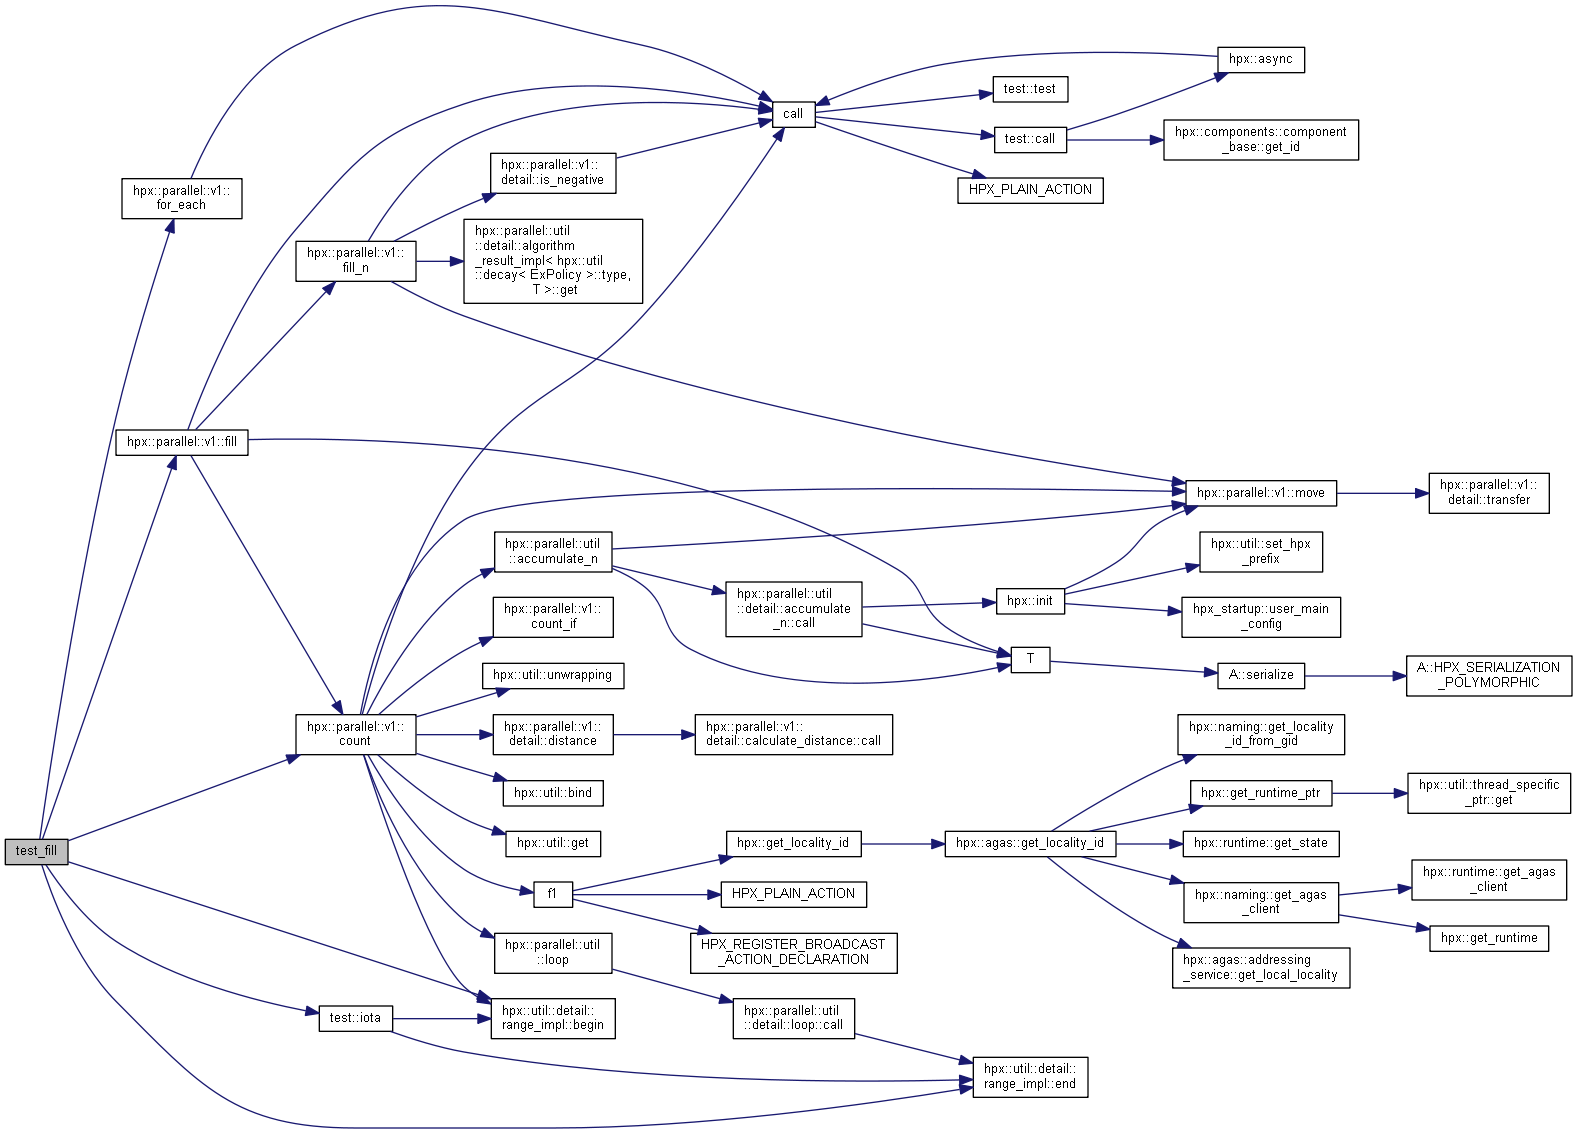 hpx::async
test::test
call
test::call
hpx::components::component
_base::get_id
hpx::parallel::v1::
detail::is_negative
HPX_PLAIN_ACTION
hpx::parallel::v1::
for_each
hpx::parallel::v1::
fill_n
hpx::parallel::util
::detail::algorithm
_result_impl< hpx::util
::decay< ExPolicy >::type,
T >::get
hpx::parallel::v1::fill
hpx::parallel::v1::move
hpx::parallel::v1::
detail::transfer
hpx::parallel::util
::accumulate_n
hpx::util::set_hpx
_prefix
hpx::parallel::util
::detail::accumulate
_n::call
hpx::init
hpx::parallel::v1::
count_if
hpx_startup::user_main
_config
T
hpx::util::unwrapping
A::serialize
A::HPX_SERIALIZATION
_POLYMORPHIC
hpx::parallel::v1::
count
hpx::parallel::v1::
detail::distance
hpx::parallel::v1::
detail::calculate_distance::call
hpx::naming::get_locality
_id_from_gid
hpx::util::bind
hpx::get_runtime_ptr
hpx::util::thread_specific
_ptr::get
test_fill
hpx::util::get
hpx::get_locality_id
hpx::agas::get_locality_id
hpx::runtime::get_state
f1
HPX_PLAIN_ACTION
hpx::naming::get_agas
_client
hpx::runtime::get_agas
_client
hpx::parallel::util
::loop
HPX_REGISTER_BROADCAST
_ACTION_DECLARATION
hpx::get_runtime
hpx::agas::addressing
_service::get_local_locality
test::iota
hpx::util::detail::
range_impl::begin
hpx::parallel::util
::detail::loop::call
hpx::util::detail::
range_impl::end